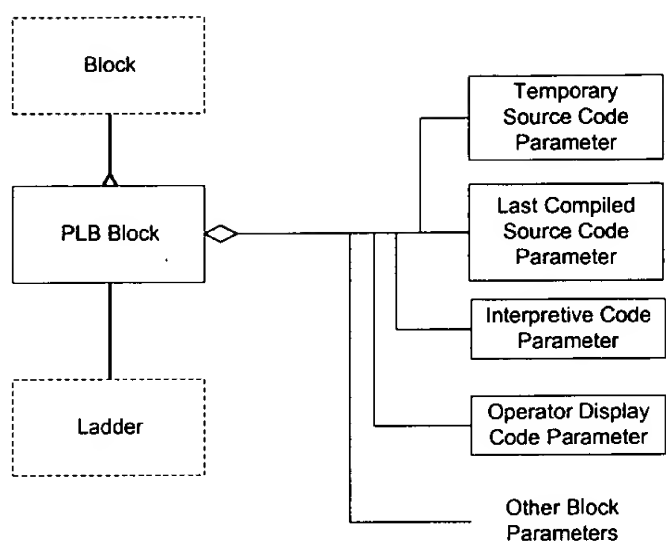 Block
PLB Block
Ladder
Temporary
Source Code
Parameter
Last Compiled
Source Code
Parameter
Interpretive Code
Parameter
Operator Display
Code Parameter
Other Block
Parameters